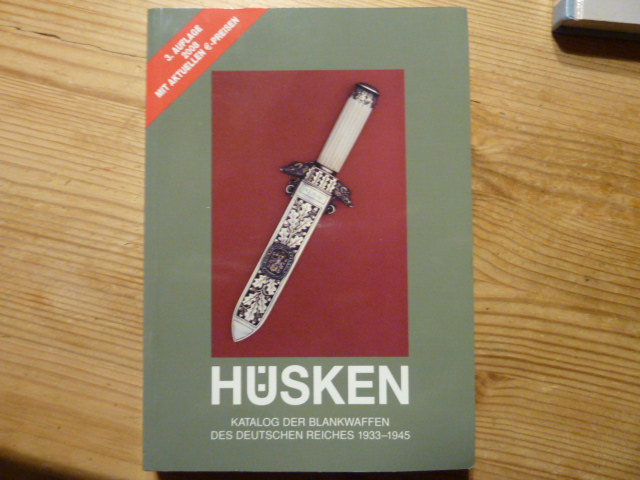 3. AUFLAGE
2008
MIT AKTUELLEN €-PREISEN
HÜSKEN
KATALOG DER BLANKWAFFEN
DES DEUTSCHEN REICHES 1933–1945